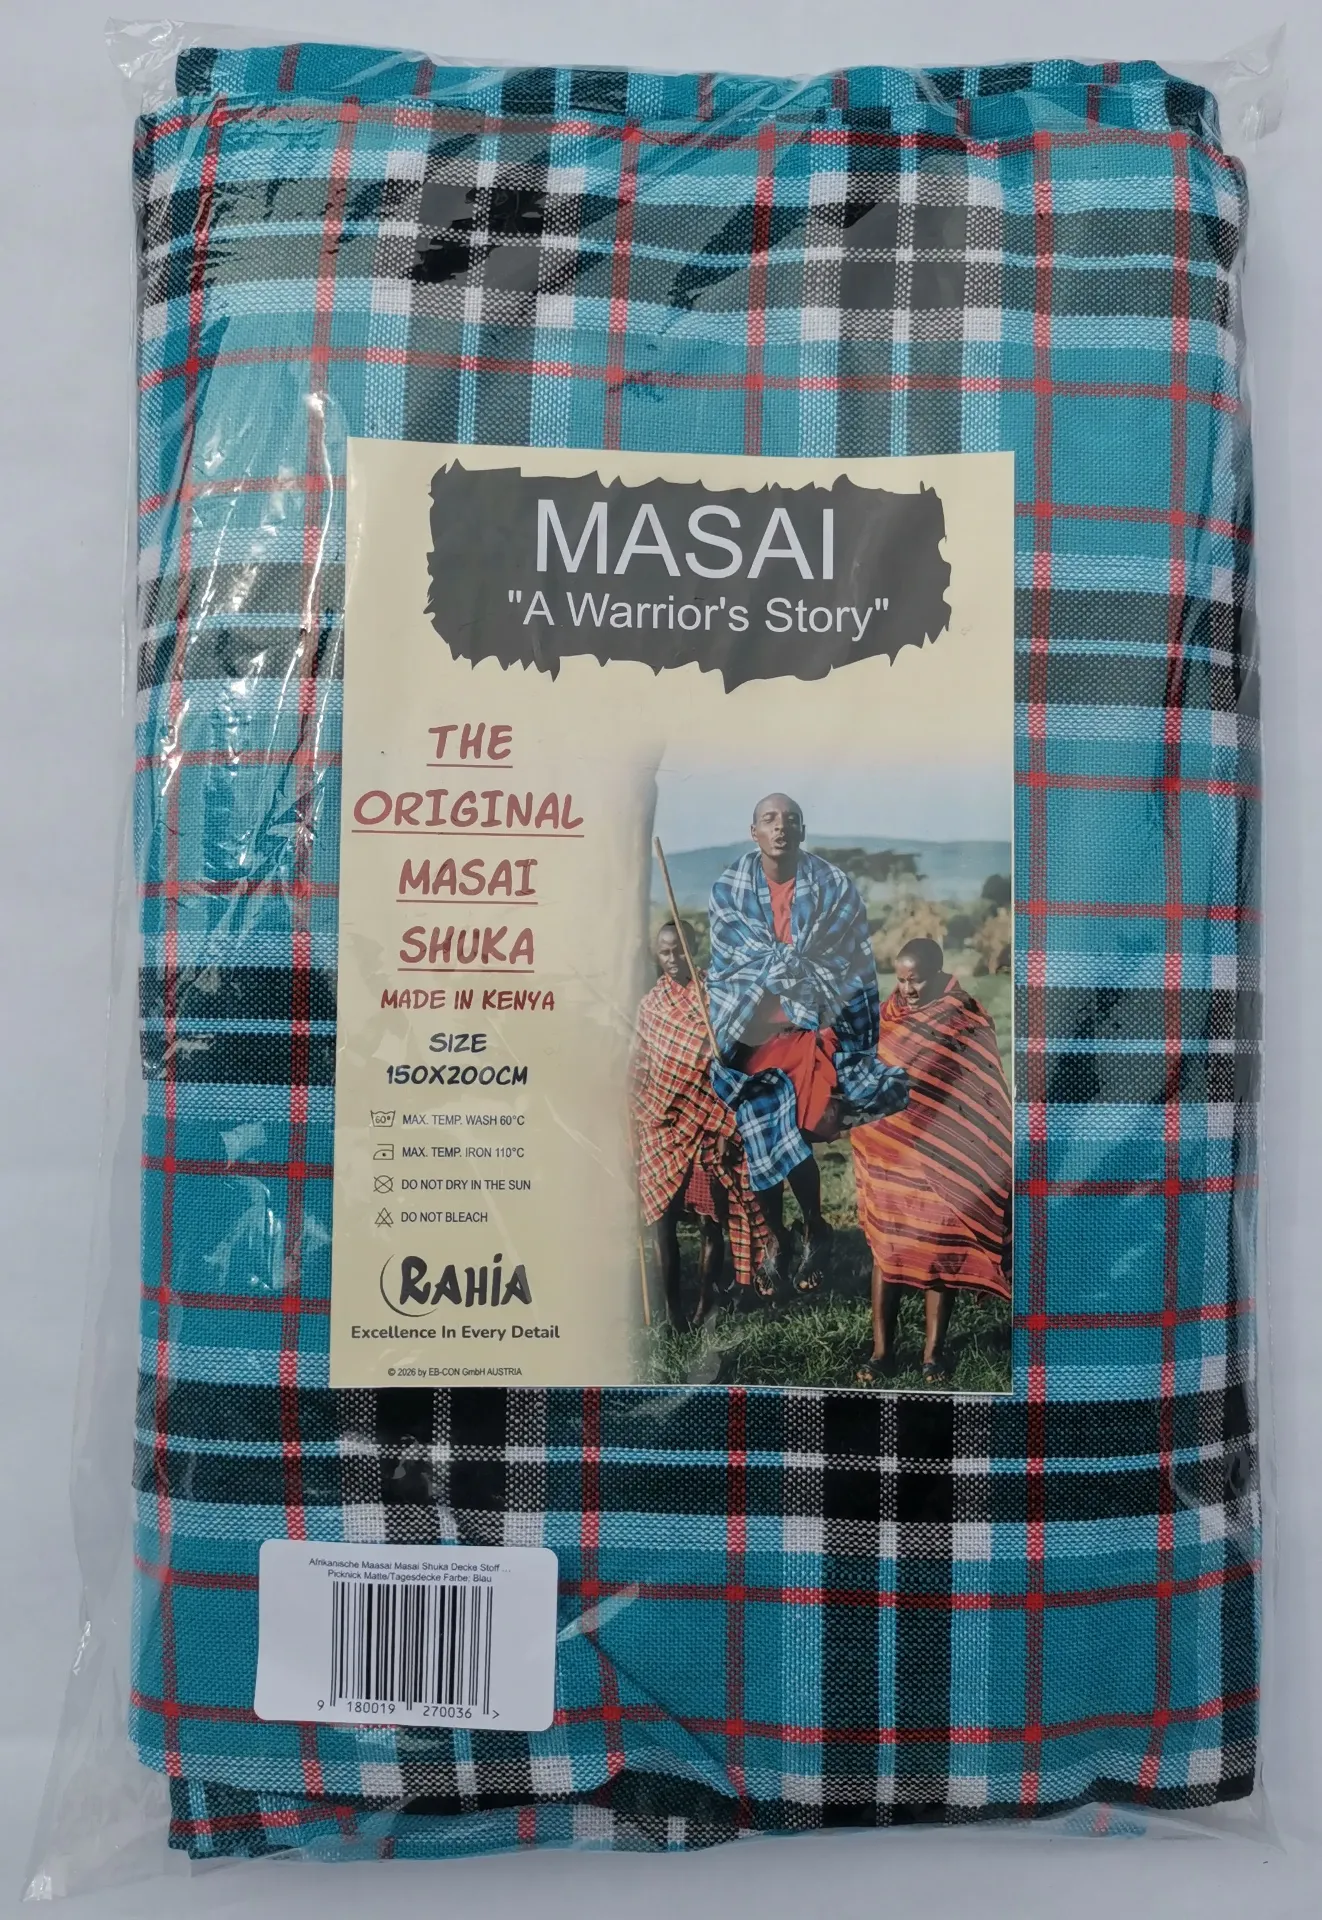 MASAI
"A Warrior's Story"
THE
ORIGINAL
MASAI
SHUKA
MADE IN KENYA
SIZE
150X200CM
60°
MAX. TEMP. WASH 60°C
MAX. TEMP. IRON 110°C
DO NOT DRY IN THE SUN
DO NOT BLEACH
RAHIA
Excellence In Every Detail
© 2026 by EB-CON GmbH AUSTRIA
Afrikanische Maasai Masai Shuka Decke Stoff ...
Picknick Matte/Tagesdecke Farbe: Blau
9 180019 270036 >